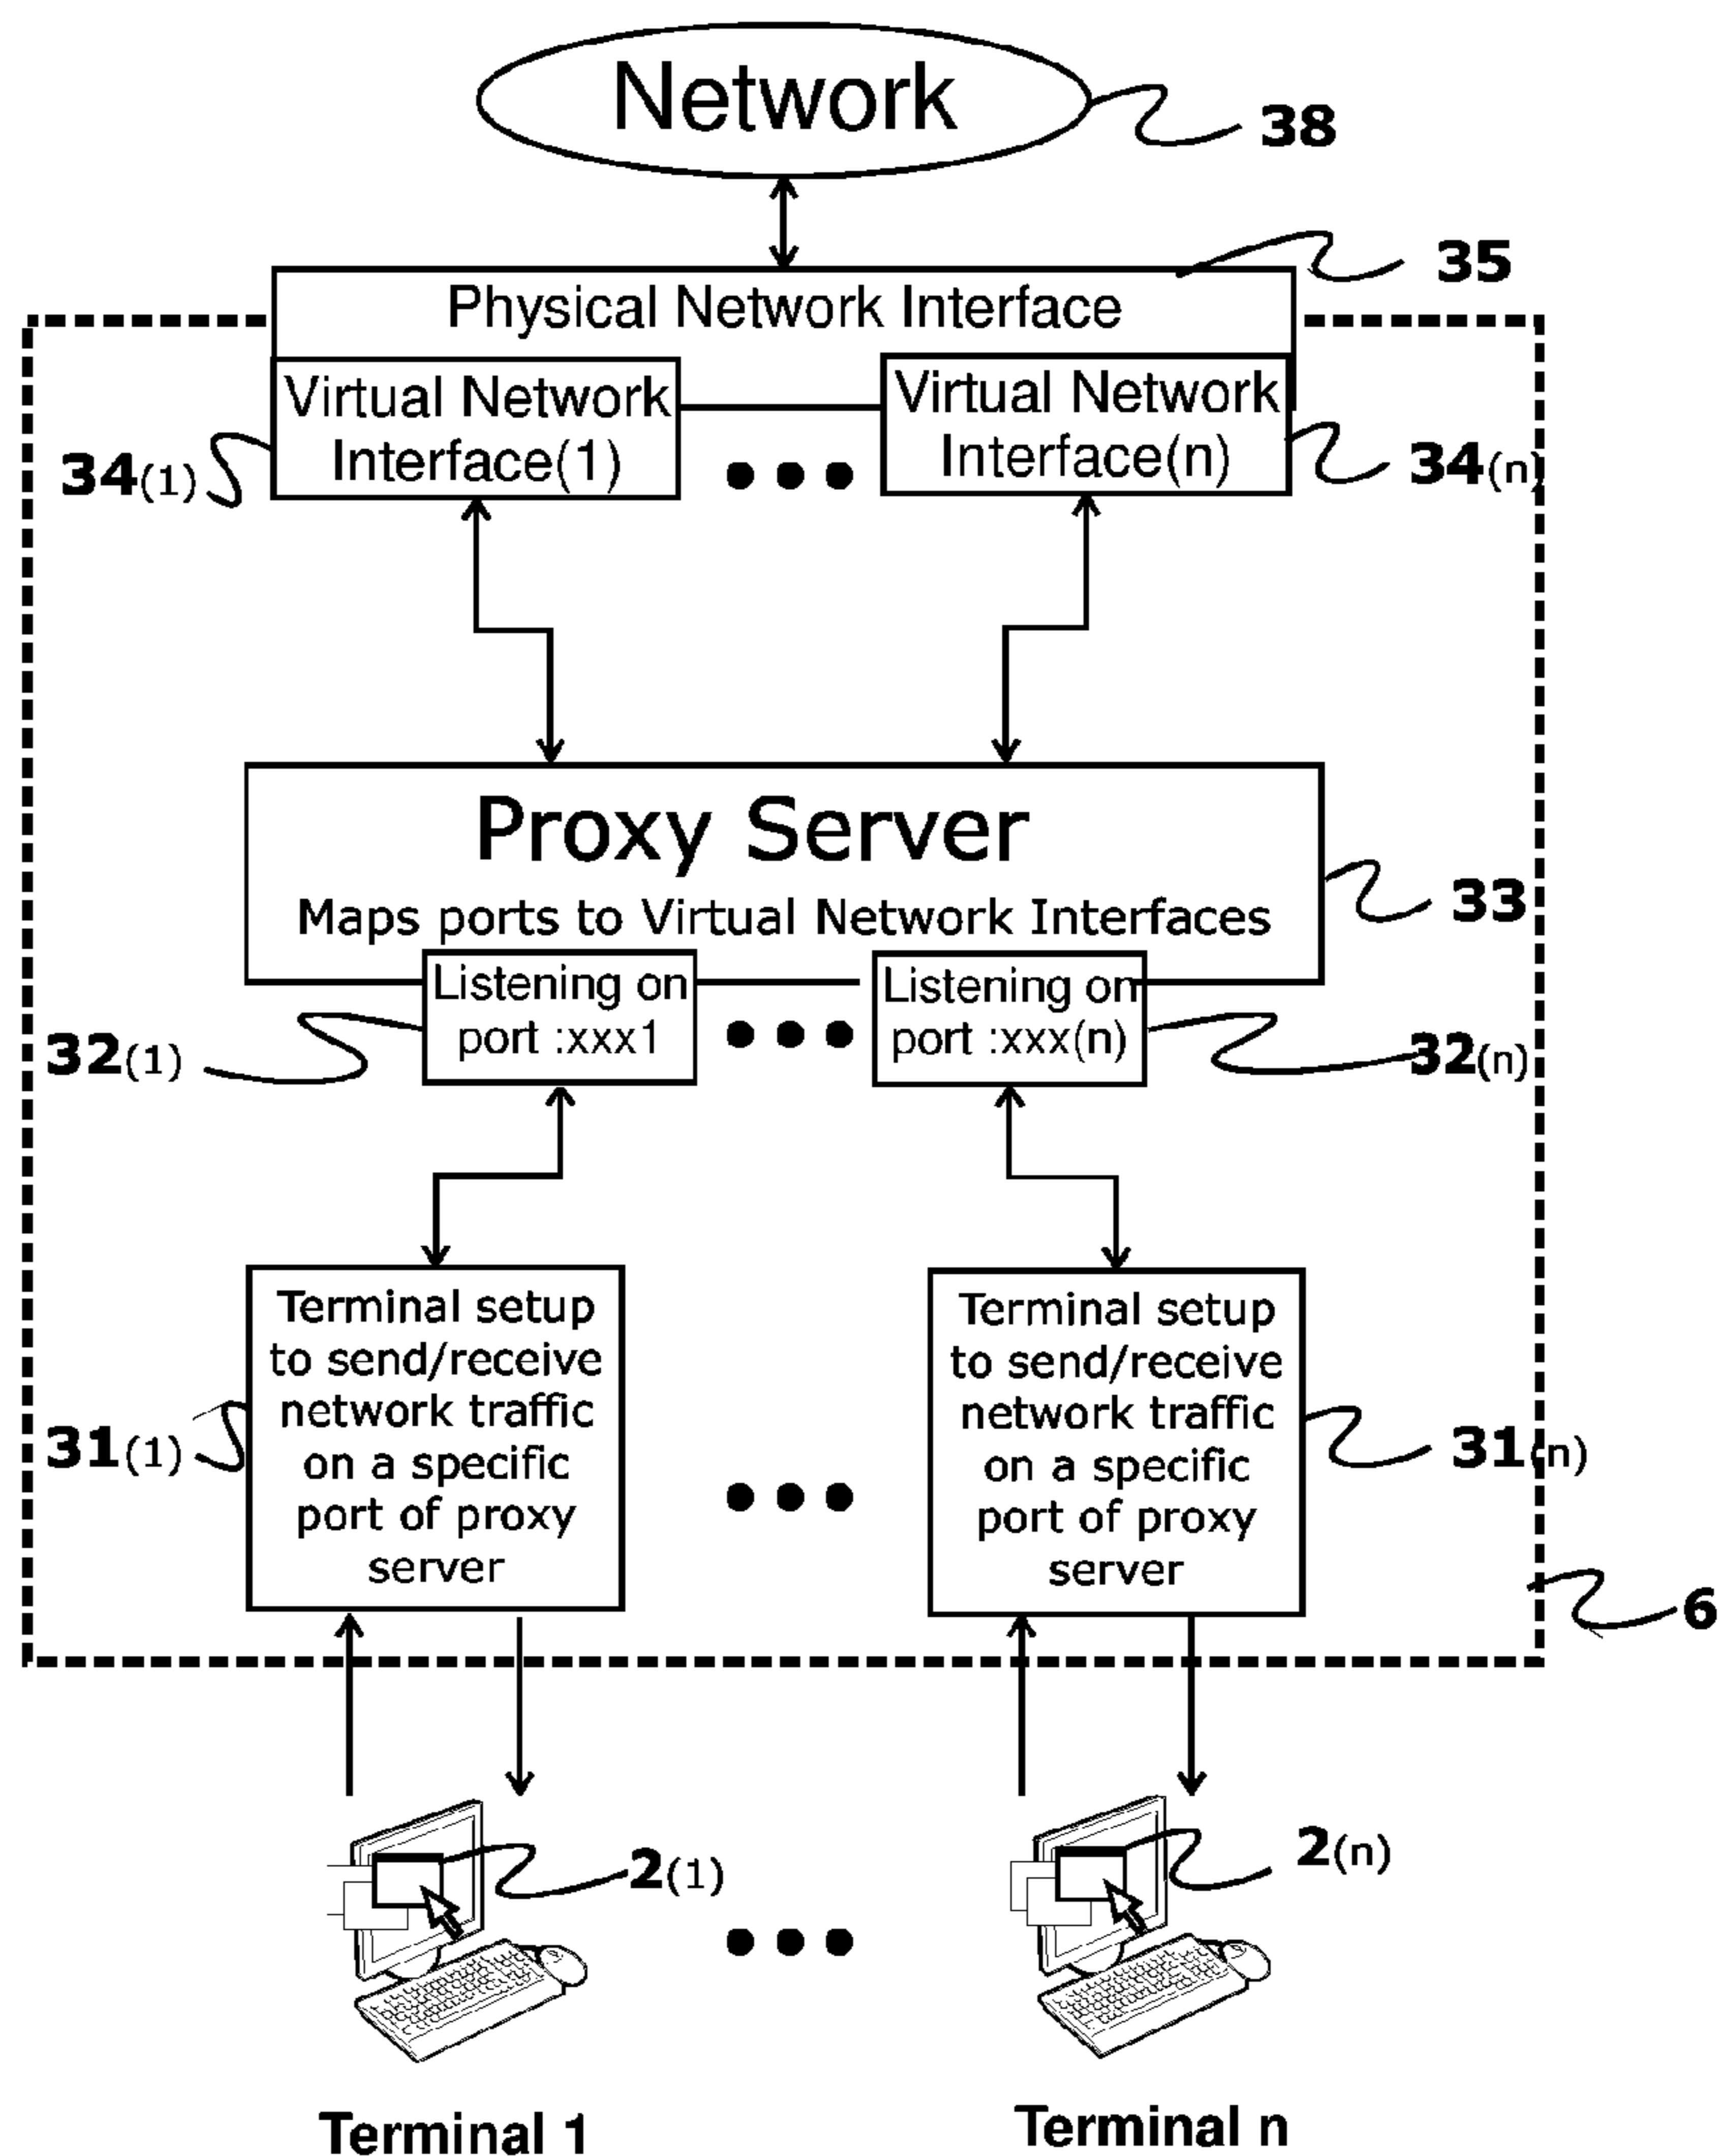 Network
38
35
Physical Network Interface
Virtual Network
Interface(1)
Virtual Network
Interface(n)
34(1)
34(n)
Proxy Server
33
Maps ports to Virtual Network Interfaces
Listening on
port :xxx1
Listening on
port :xxx(n)
32(1)
32(n)
Terminal setup
to send/receive
network traffic
on a specific
port of proxy
server
Terminal setup
to send/receive
network traffic
on a specific
port of proxy
server
31(1)
31(n)
6
2(1)
2(n)
Terminal 1
Terminal n